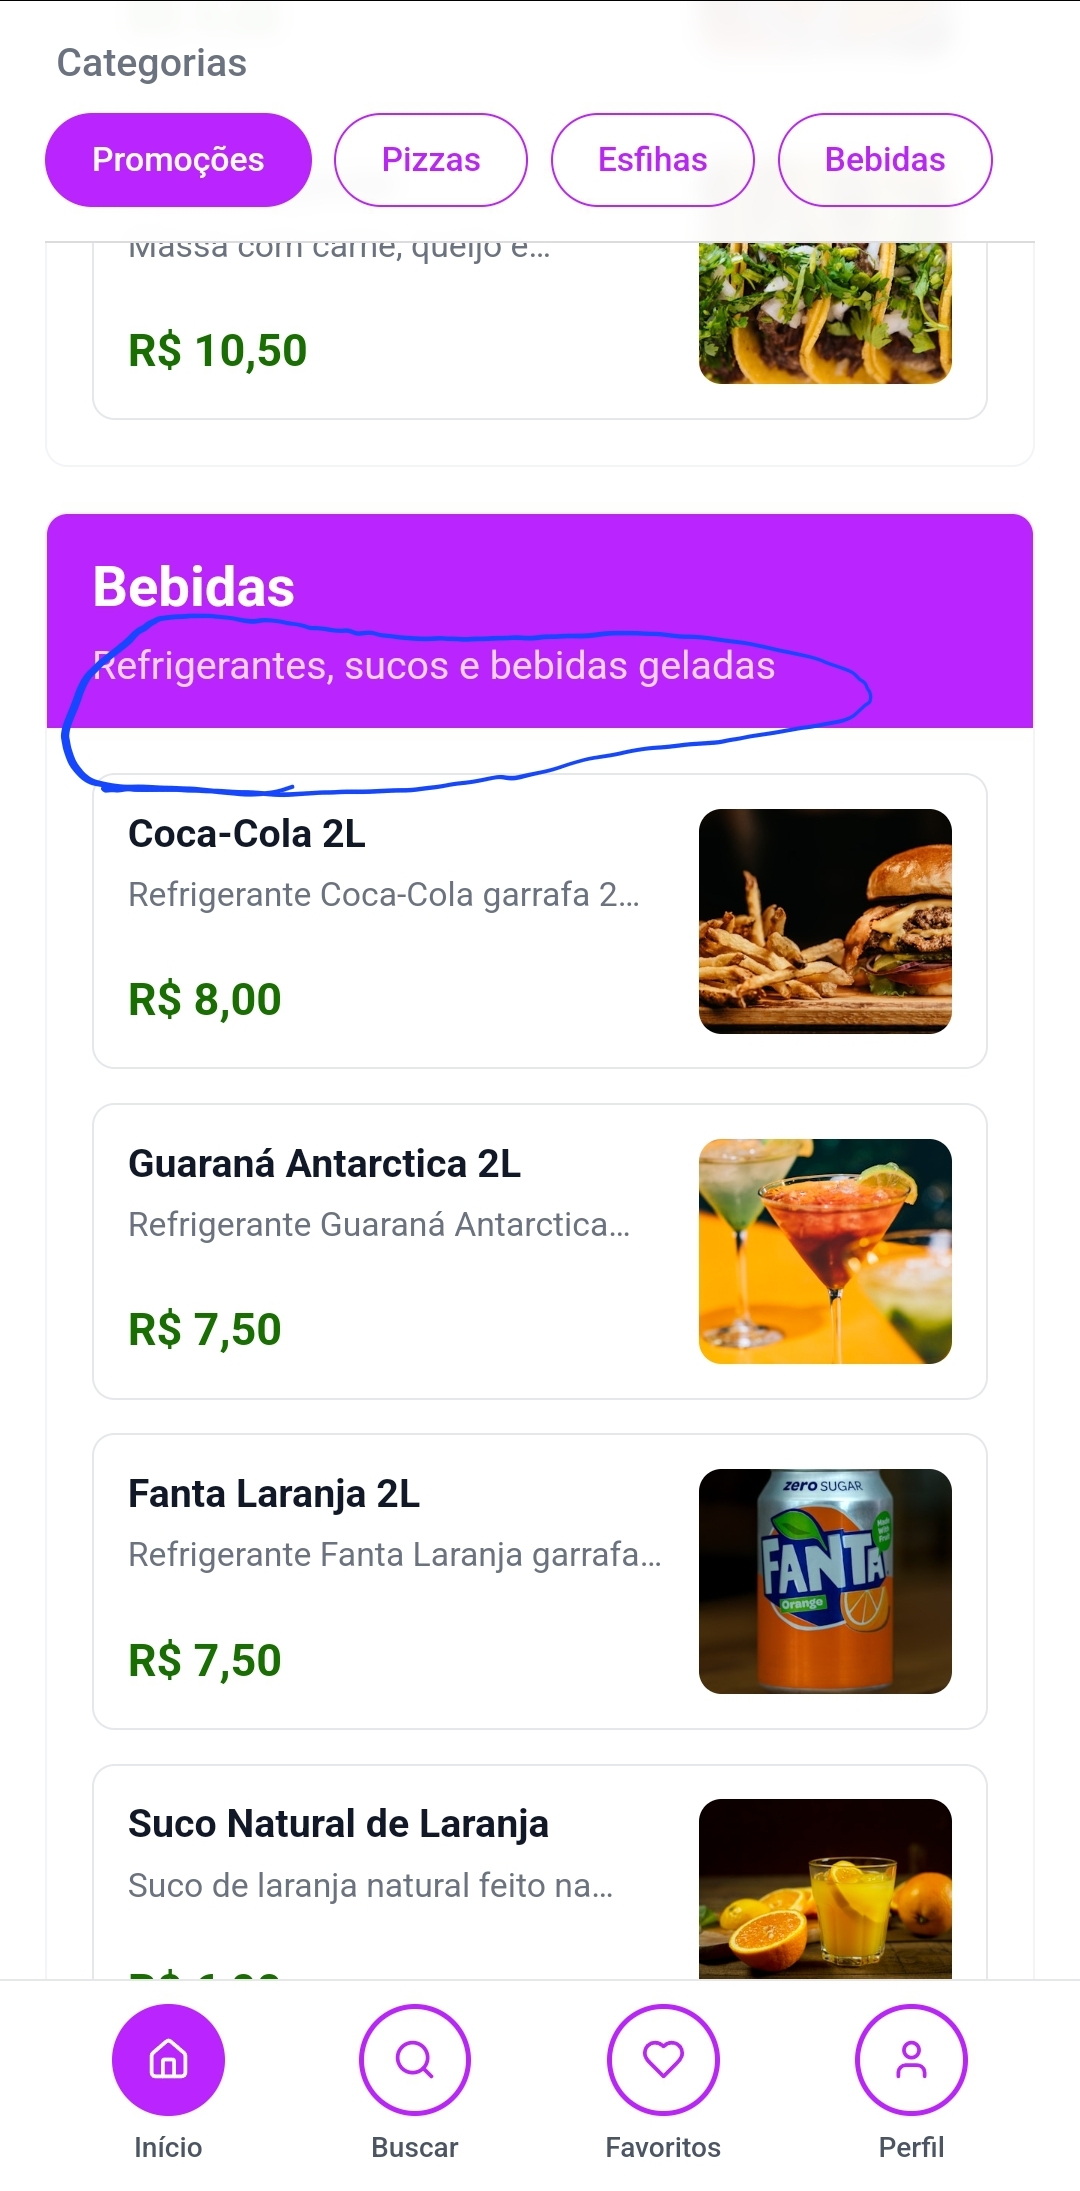 Categorias
Promoções Pizzas Esfihas Bebidas
Massa com carne, queijo e...
R$ 10,50
Bebidas
Refrigerantes, sucos e bebidas geladas
Coca-Cola 2L
Refrigerante Coca-Cola garrafa 2...
R$ 8,00
Guaraná Antarctica 2L
Refrigerante Guaraná Antarctica...
R$ 7,50
Fanta Laranja 2L
Refrigerante Fanta Laranja garrafa...
R$ 7,50
zero SUGAR
Made With Fruit
FANTA
Orange
Suco Natural de Laranja
Suco de laranja natural feito na...
R$
Início Buscar Favoritos Perfil